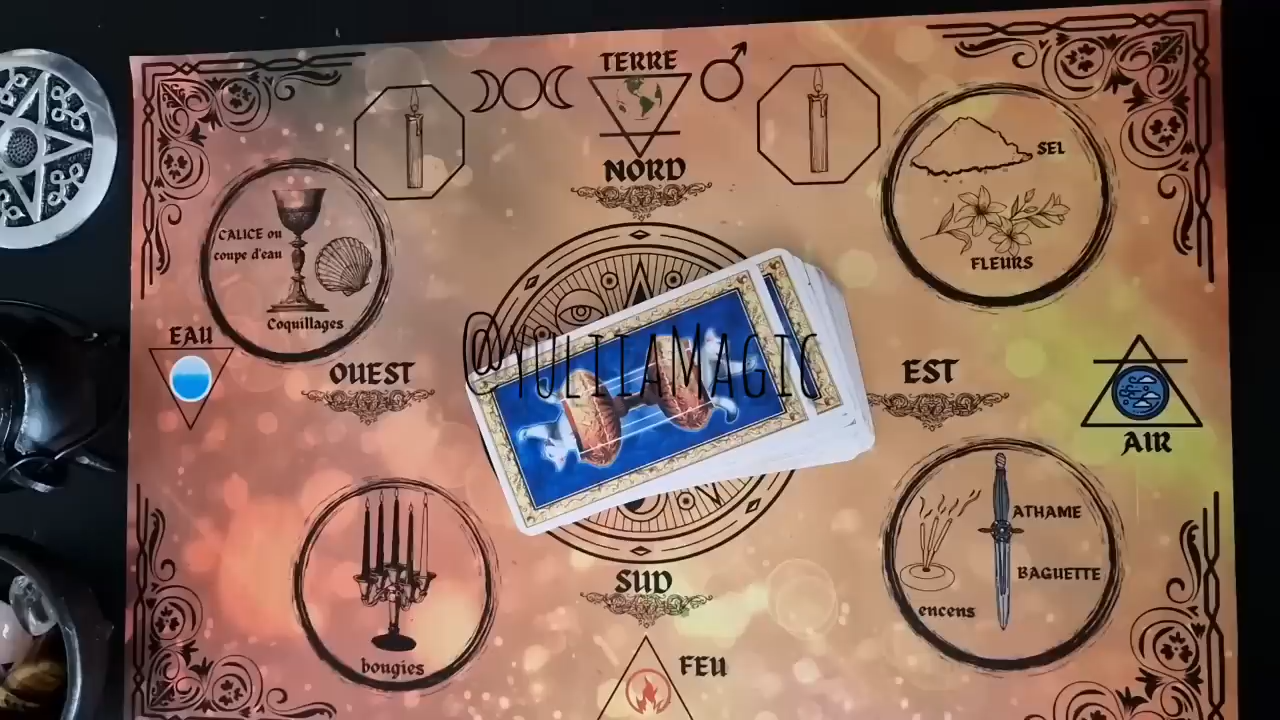 TERRE
NORD
SEL
FLEURS
CALICE ou
coupe d'eau
Coquillages
EAU
OUEST
@YULIIAMAGIC
EST
AIR
ATHAME
BAGUETTE
encens
SUD
bougies
FEU